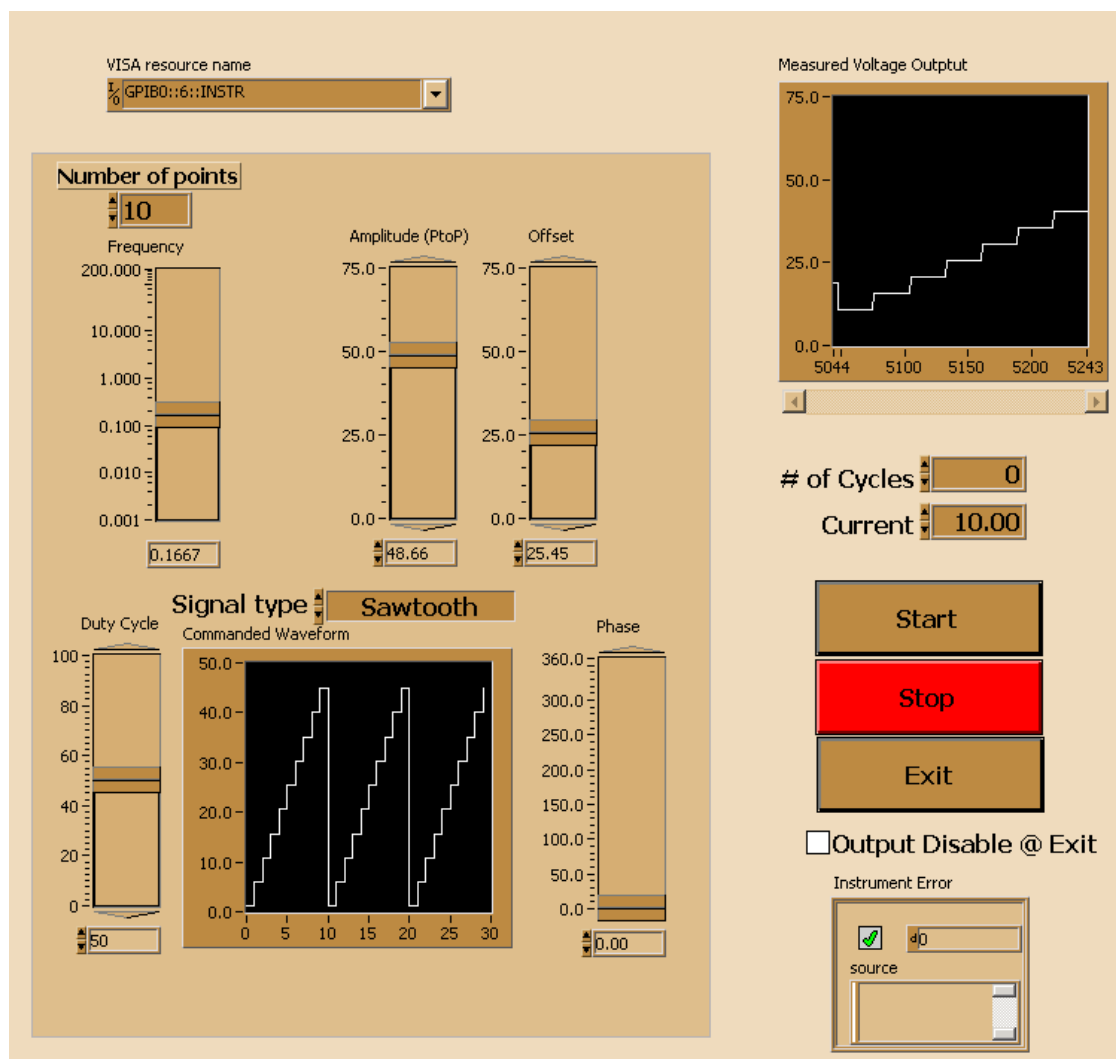 VISA resource name
I/O GPIB0::6::INSTR
Measured Voltage Outptut
75.0
50.0
25.0
0.0
5044 5100 5150 5200 5243
Number of points
10
Frequency
200.000
10.000
1.000
0.100
0.010
0.001
0.1667
Amplitude (PtoP)
75.0
50.0
25.0
0.0
48.66
Offset
75.0
50.0
25.0
0.0
25.45
# of Cycles 0
Current 10.00
Signal type Sawtooth
Duty Cycle
100
80
60
40
20
0
50
Commanded Waveform
50.0
40.0
30.0
20.0
10.0
0.0
0 5 10 15 20 25 30
Phase
360.0
300.0
250.0
200.0
150.0
100.0
50.0
0.0
0.00
Start
Stop
Exit
Output Disable @ Exit
Instrument Error
d 0
source